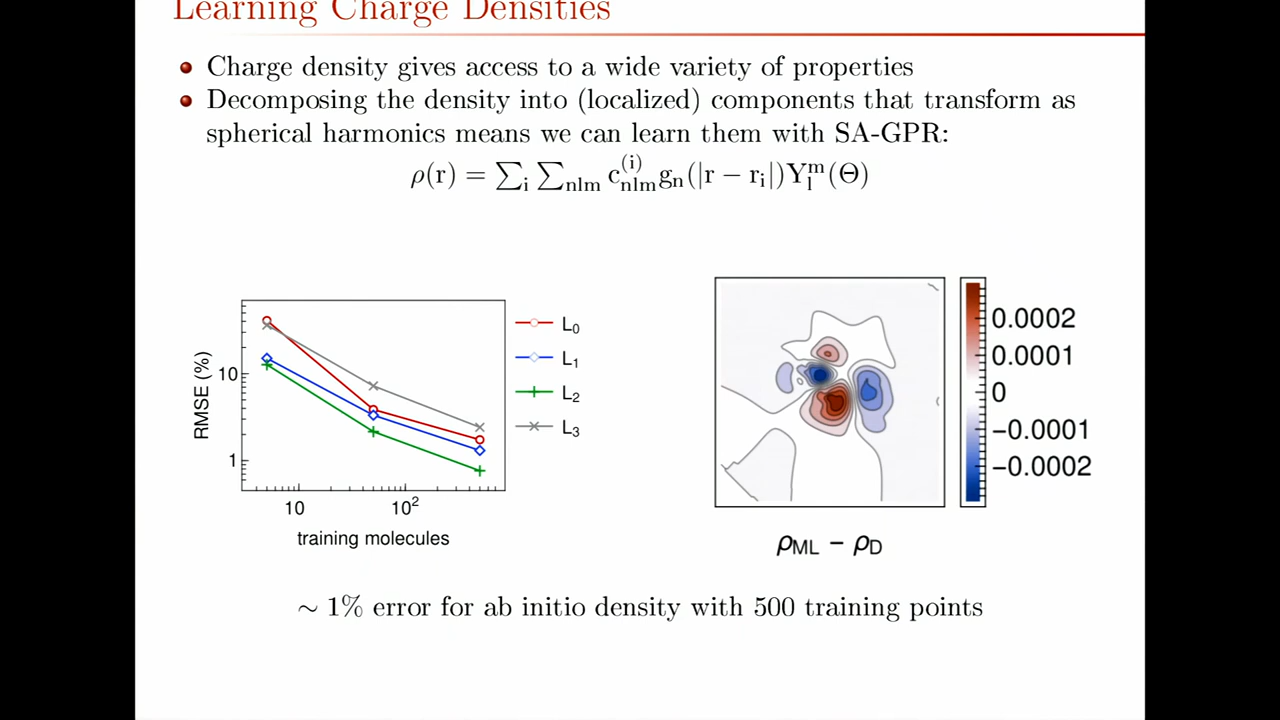 Learning Charge Densities
Charge density gives access to a wide variety of properties
Decomposing the density into (localized) components that transform as
spherical harmonics means we can learn them with SA-GPR:
ρ(r) = ∑i ∑nlm c(i)nlm gn(|r − ri|)Yml(Θ)
RMSE (%)
10
1
10
10²
training molecules
L₀
L₁
L₂
L₃
0.0002
0.0001
0
−0.0001
−0.0002
ρML − ρD
∼ 1% error for ab initio density with 500 training points